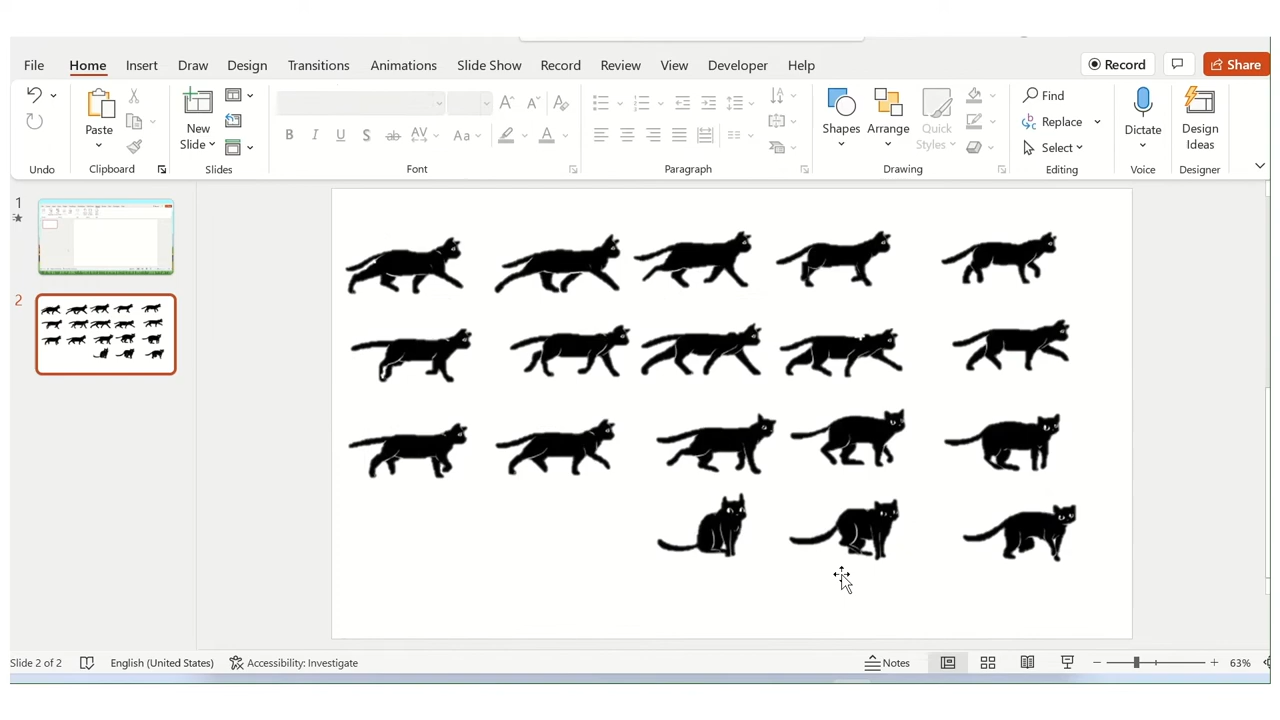 File Home Insert Draw Design Transitions Animations Slide Show Record Review View Developer Help Record Share
Paste New Slide Aa Shapes Arrange Quick Styles Find Replace Select Dictate Design Ideas
Undo Clipboard Slides Font Paragraph Drawing Editing Voice Designer
1
2
Slide 2 of 2 English (United States) Accessibility: Investigate Notes 63%